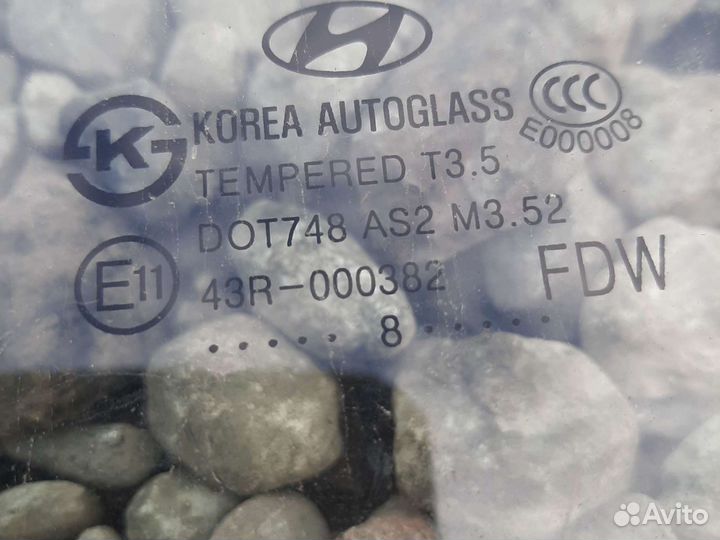 KOREA AUTOGLASS
CCC
E000008
K
TEMPERED T3.5
DOT748 AS2 M3.52
E11
43R-000382
FDW
..... 8 .....
Avito